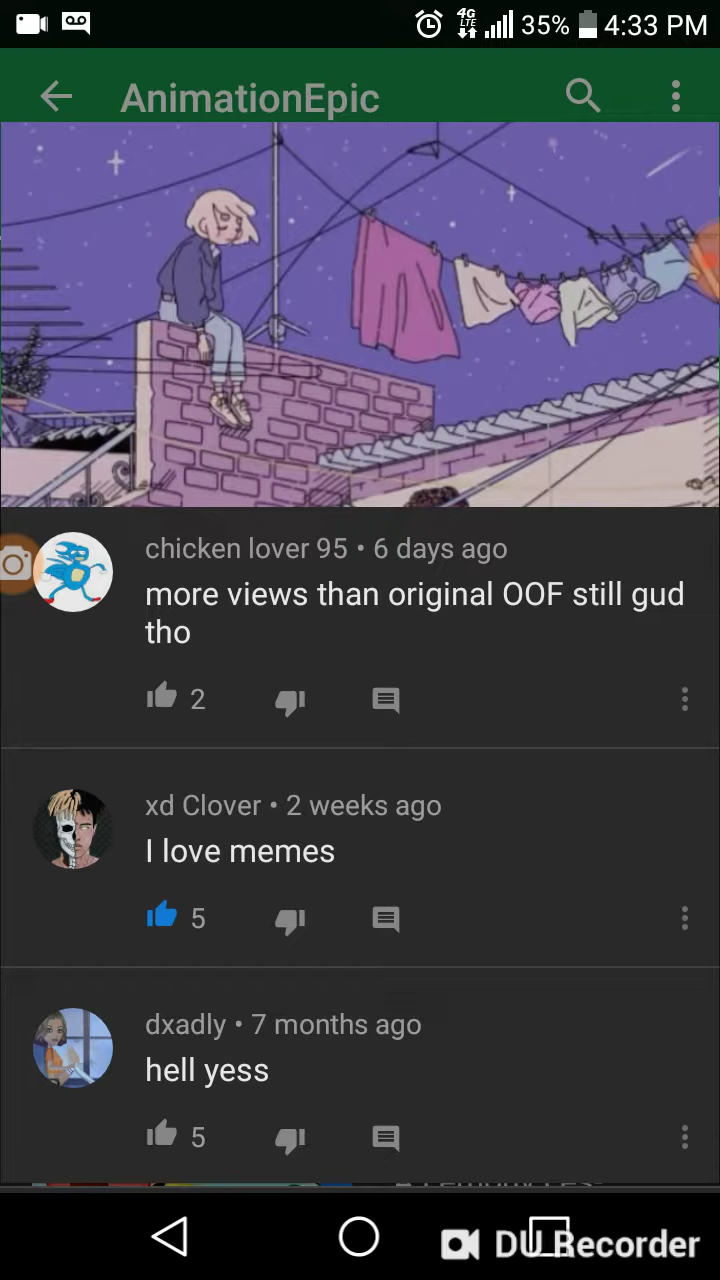 4G
LTE
35%
4:33 PM
AnimationEpic
chicken lover 95 • 6 days ago
more views than original OOF still gud
tho
2
xd Clover • 2 weeks ago
I love memes
5
dxadly • 7 months ago
hell yess
5
DU Recorder